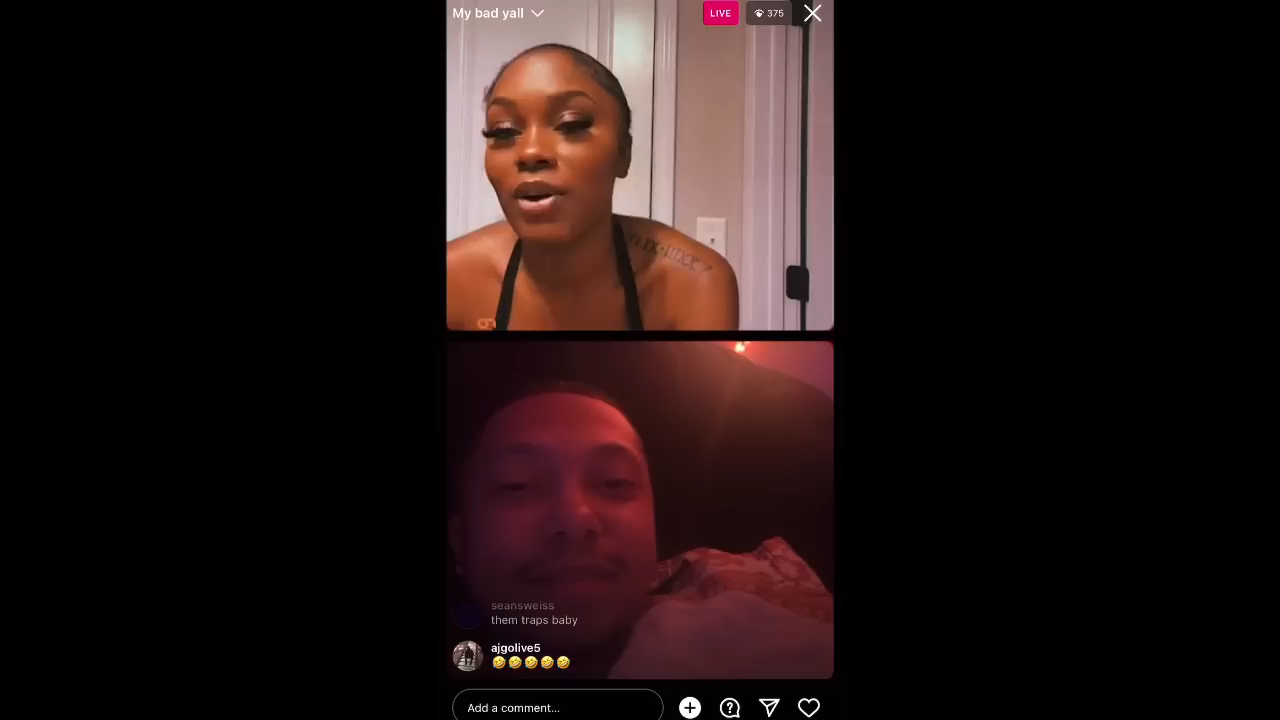 My bad yall
LIVE
375
seansweiss
them traps baby
ajgolive5
🤣🤣🤣🤣🤣
Add a comment...